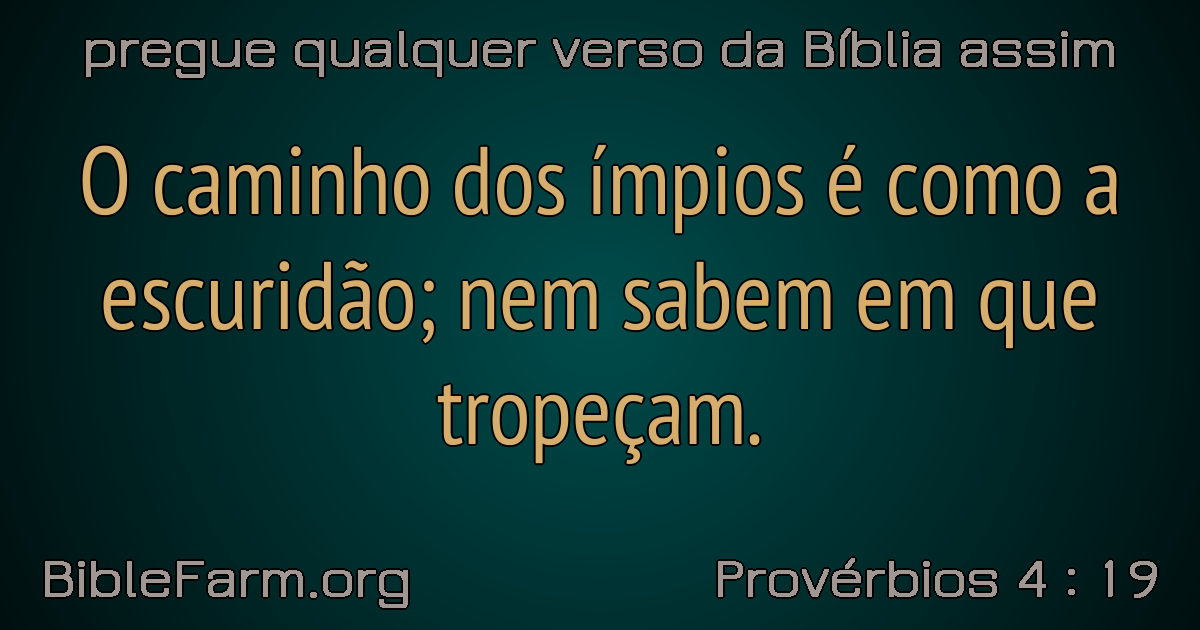 pregue qualquer verso da Bíblia assim
O caminho dos ímpios é como a
escuridão; nem sabem em que
tropeçam.
BibleFarm.org
Provérbios 4 : 19